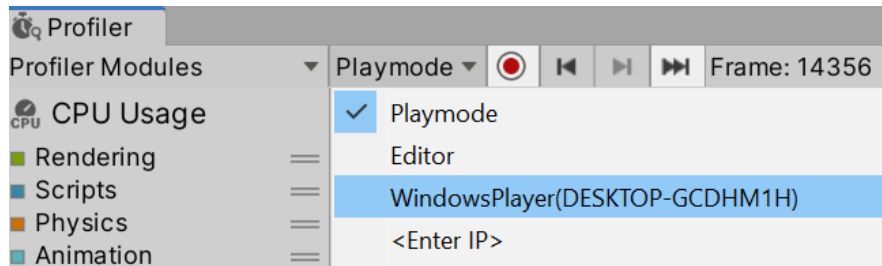 Profiler
Profiler Modules Playmode Frame: 14356
CPU CPU Usage
Playmode
Rendering
Editor
Scripts
WindowsPlayer(DESKTOP-GCDHM1H)
Physics
<Enter IP>
Animation